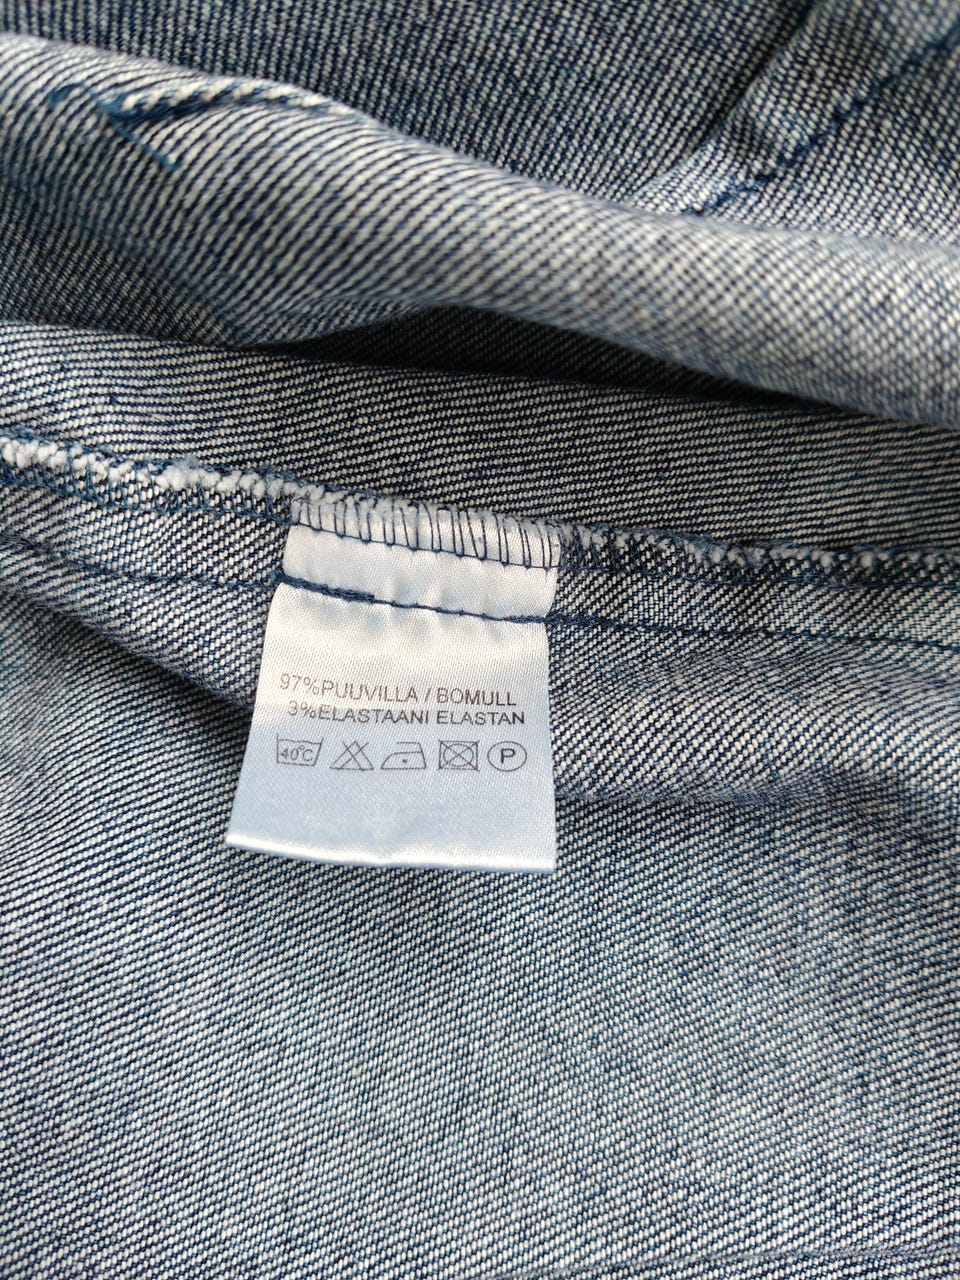 97%PUUVILLA / BOMULL
3%ELASTAANI ELASTAN
40°C P